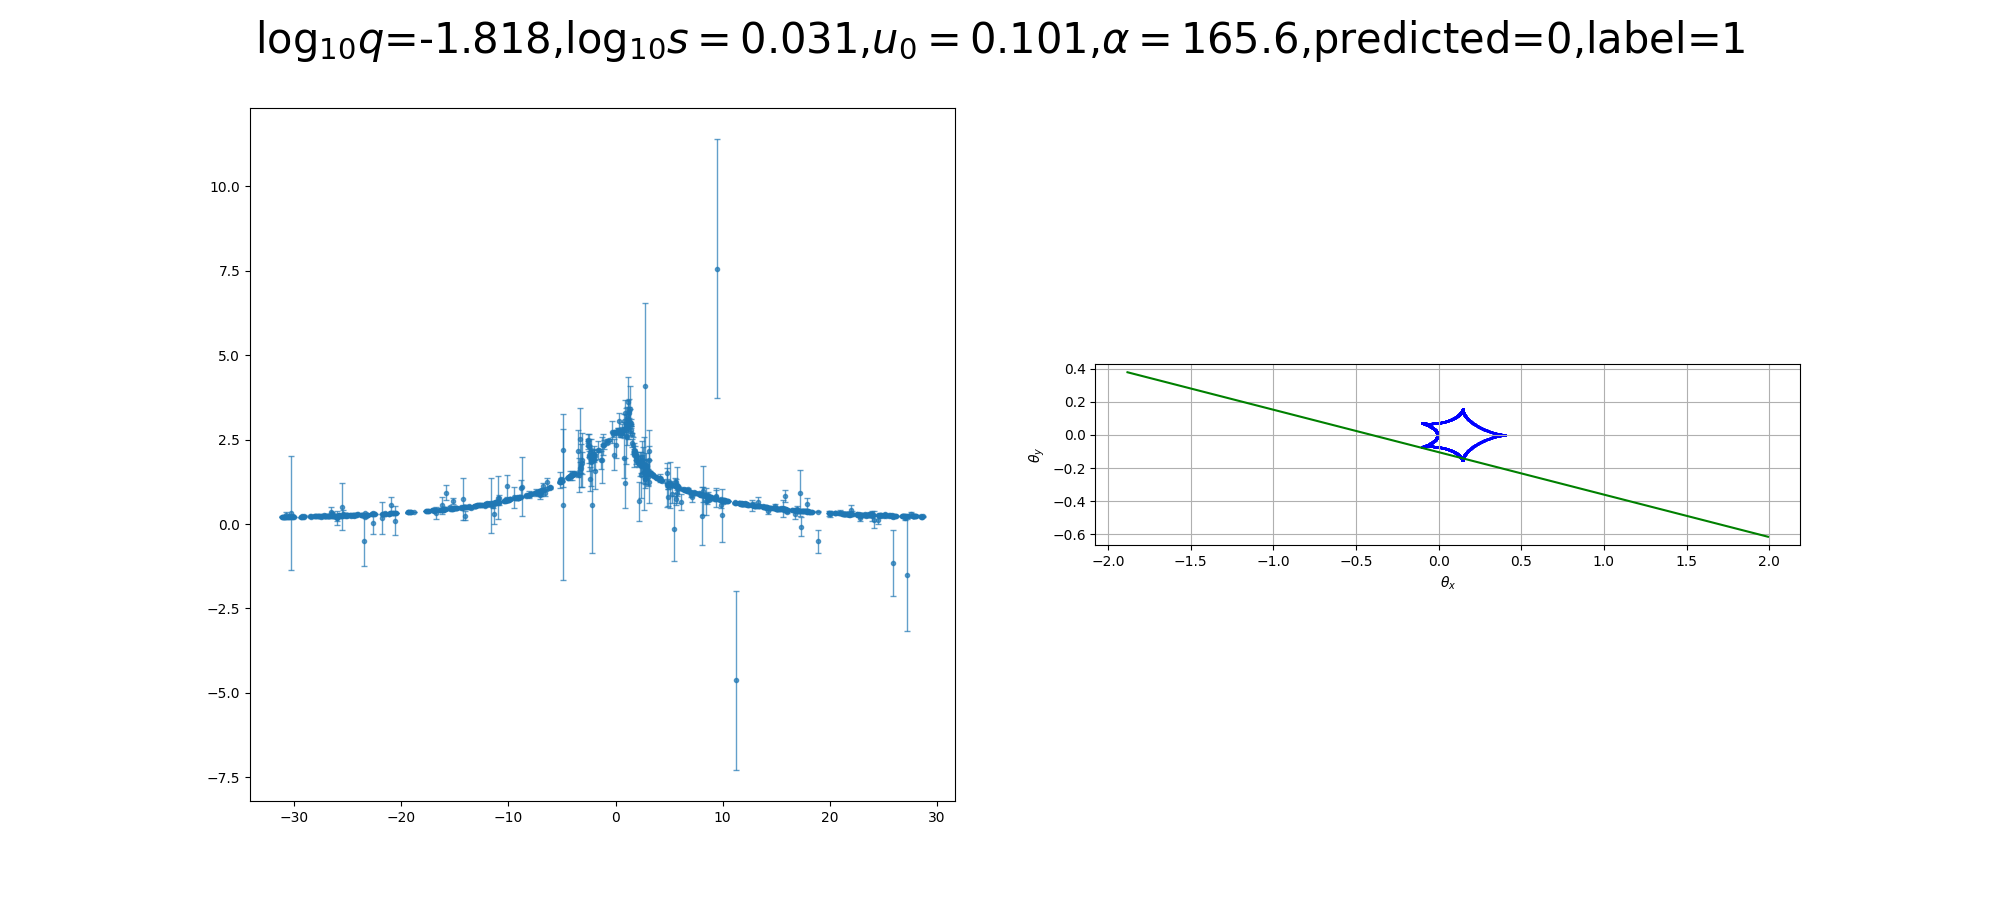 log₁₀q=-1.818,log₁₀s = 0.031,u₀ = 0.101,α = 165.6,predicted=0,label=1
10.0
7.5
5.0
2.5
0.0
−2.5
−5.0
−7.5
−30 −20 −10 0 10 20 30
0.4
0.2
0.0
−0.2
−0.4
−0.6
θy
−2.0 −1.5 −1.0 −0.5 0.0 0.5 1.0 1.5 2.0
θx